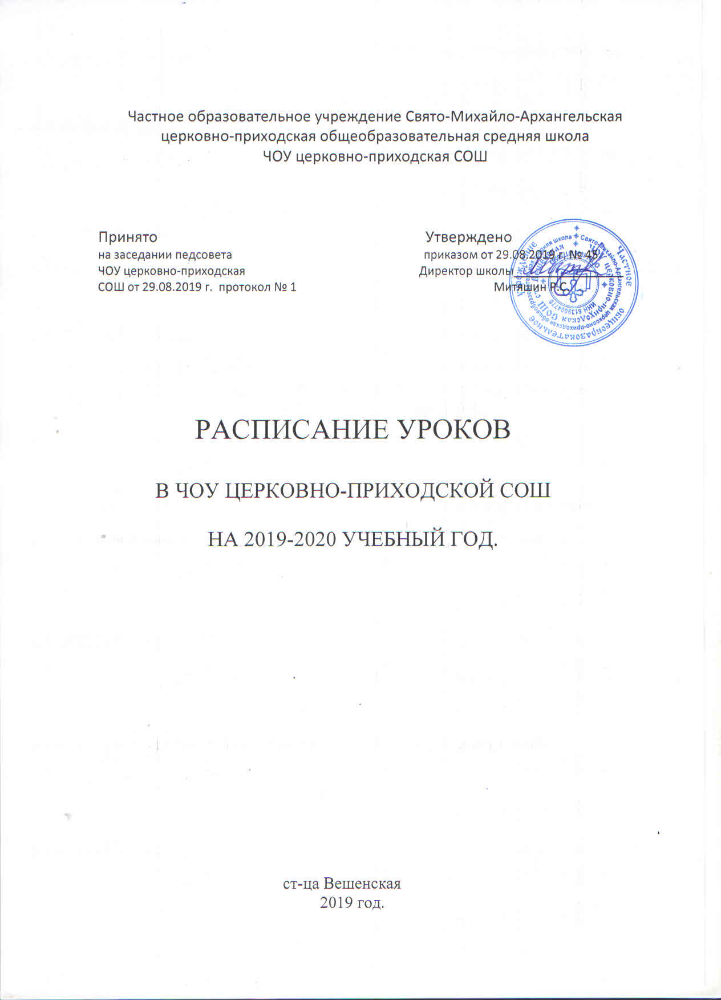 Частное образовательное учреждение Свято-Михайло-Архангельская
церковно-приходская общеобразовательная средняя школа
ЧОУ церковно-приходская СОШ
Принято
на заседании педсовета
ЧОУ церковно-приходская
СОШ от 29.08.2019 г. протокол № 1
Утверждено
приказом от 29.08.2019 г. № 45
Директор школы
Митяшин Р.С.
Частное общеобразовательное учреждение
Свято-Михайло-Архангельская церковно-приходская общеобразовательная средняя школа
ЧОУ церковно-приходская СОШ ст. Вешенская
ИНН 6139004770
РАСПИСАНИЕ УРОКОВ
В ЧОУ ЦЕРКОВНО-ПРИХОДСКОЙ СОШ
НА 2019-2020 УЧЕБНЫЙ ГОД.
ст-ца Вешенская
2019 год.